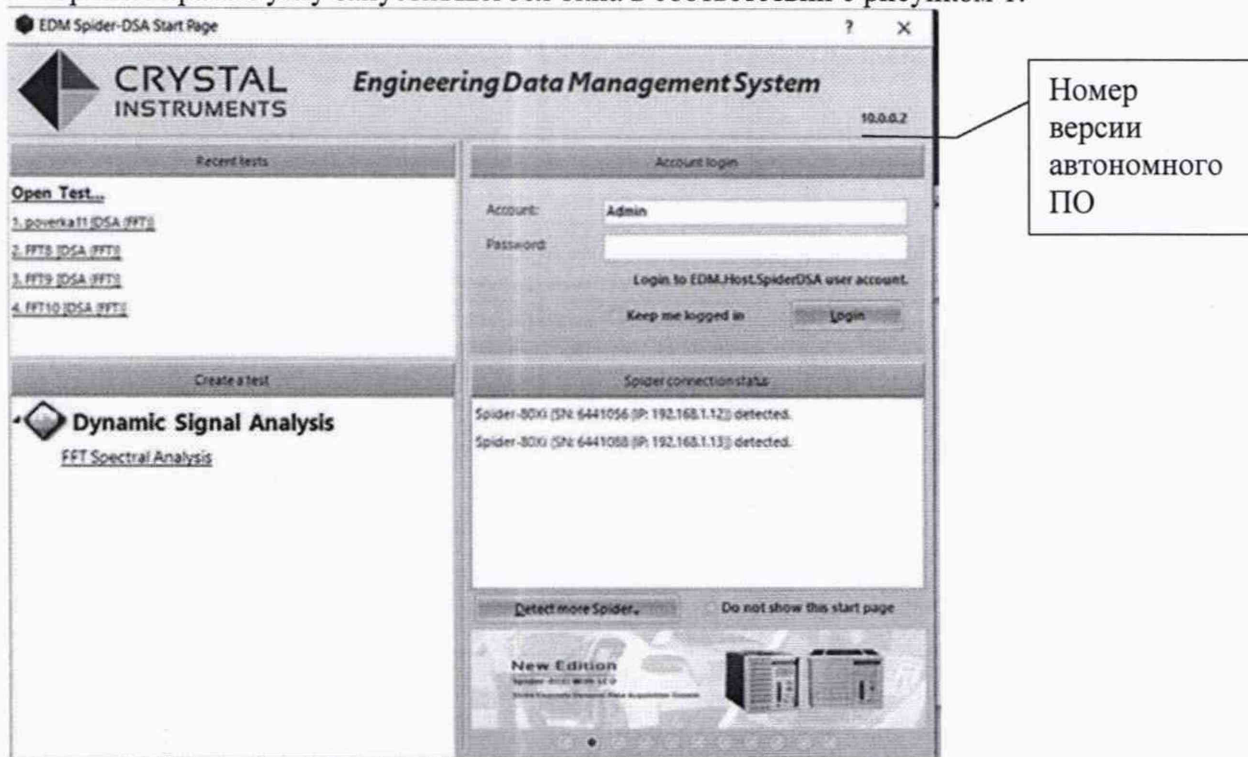 в соответствии с рисунком 1.
EDM Spider-DSA Start Page
? ×
CRYSTAL
INSTRUMENTS
Engineering Data Management System
10.0.0.2
Номер
версии
автономного
ПО
Recent tests
Open Test...
1. poverka11 [DSA (FFT)]
2. FFT8 [DSA (FFT)]
3. FFT9 [DSA (FFT)]
4. FFT10 [DSA (FFT)]
Account login
Account: Admin
Password:
Login to EDM.Host.SpiderDSA user account.
Keep me logged in Login
Create a test
Dynamic Signal Analysis
FFT Spectral Analysis
Spider connection status
Spider-80Xi (SN: 6441056 (IP: 192.168.1.12)) detected.
Spider-80Xi (SN: 6441088 (IP: 192.168.1.13)) detected.
Detect more Spider...
Do not show this start page
New Edition